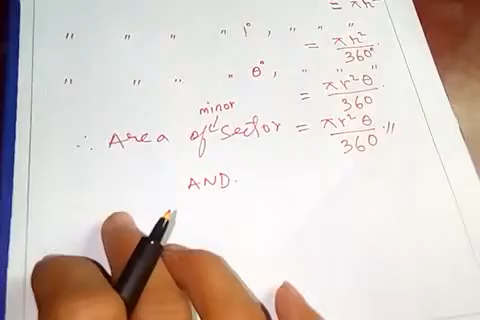 = πr²
" " " " 1°, " " " = πr²/360°.
" " " " θ°, " " " = πr²θ/360.
minor
∴ Area of Sector = πr²θ/360 . //
AND.